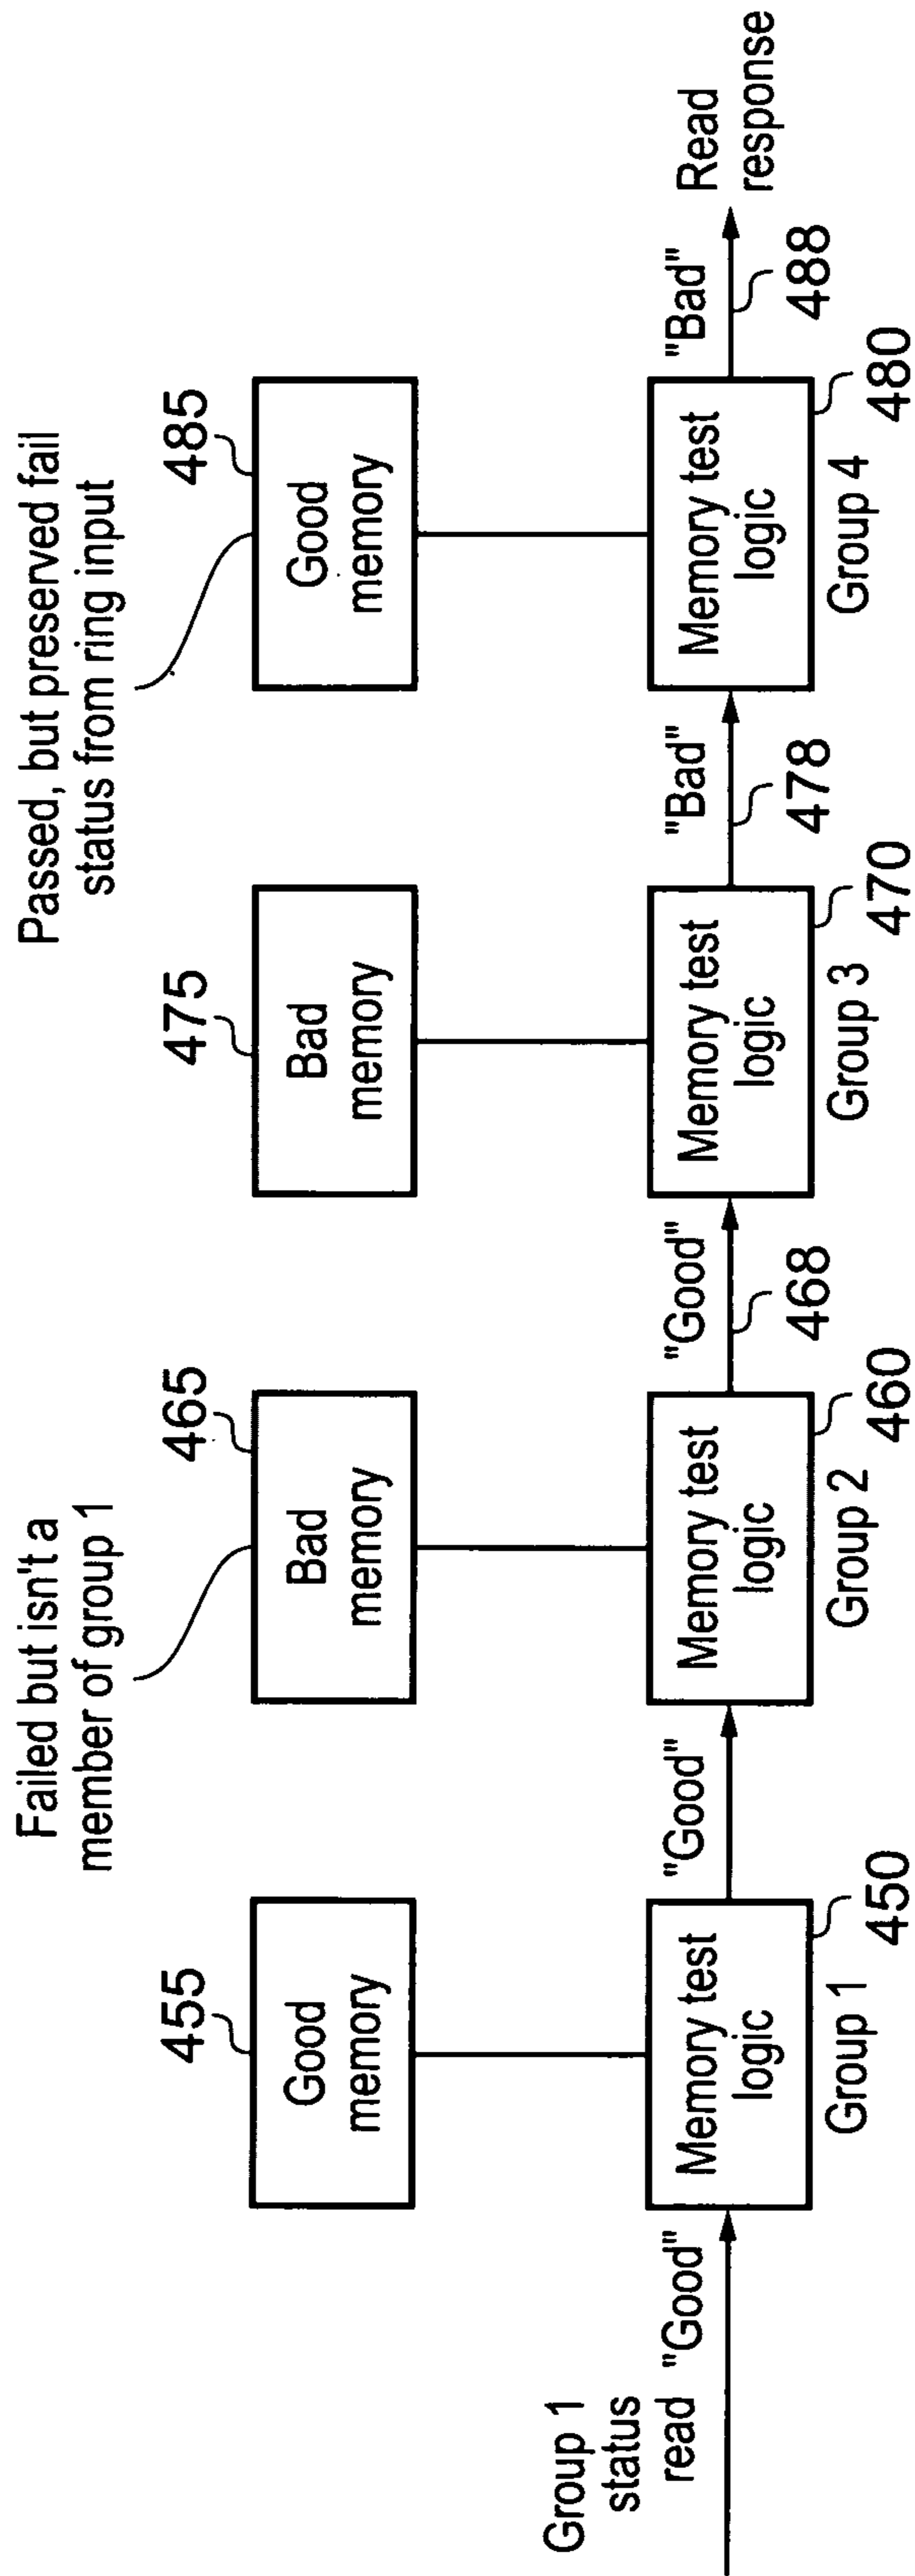 Failed but isn't a
member of group 1
Passed, but preserved fail
status from ring input
455
Good
memory
465
Bad
memory
475
Bad
memory
485
Good
memory
Group 1
status
read
"Good"
Memory test
logic
Group 1
450
"Good"
Memory test
logic
Group 2
460
"Good"
468
Memory test
logic
Group 3
470
"Bad"
478
Memory test
logic
Group 4
480
"Bad"
488
Read
response